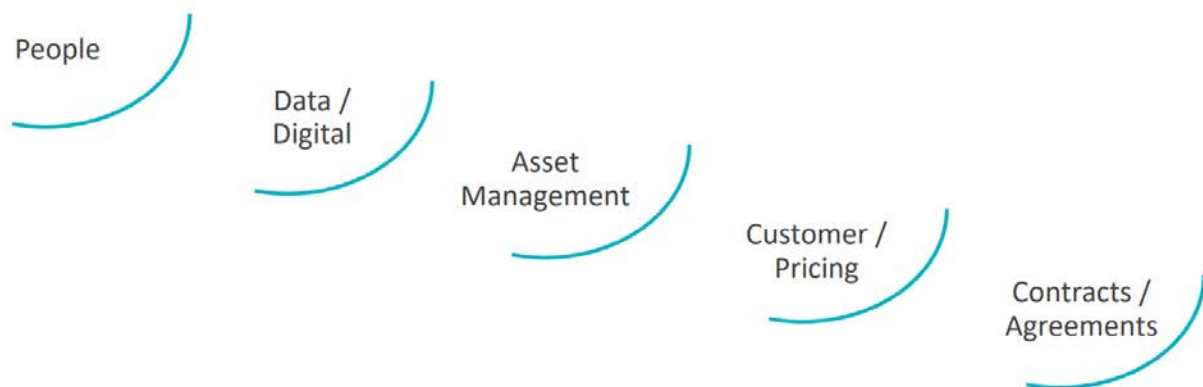 People
Data /
Digital
Asset
Management
Customer /
Pricing
Contracts /
Agreements